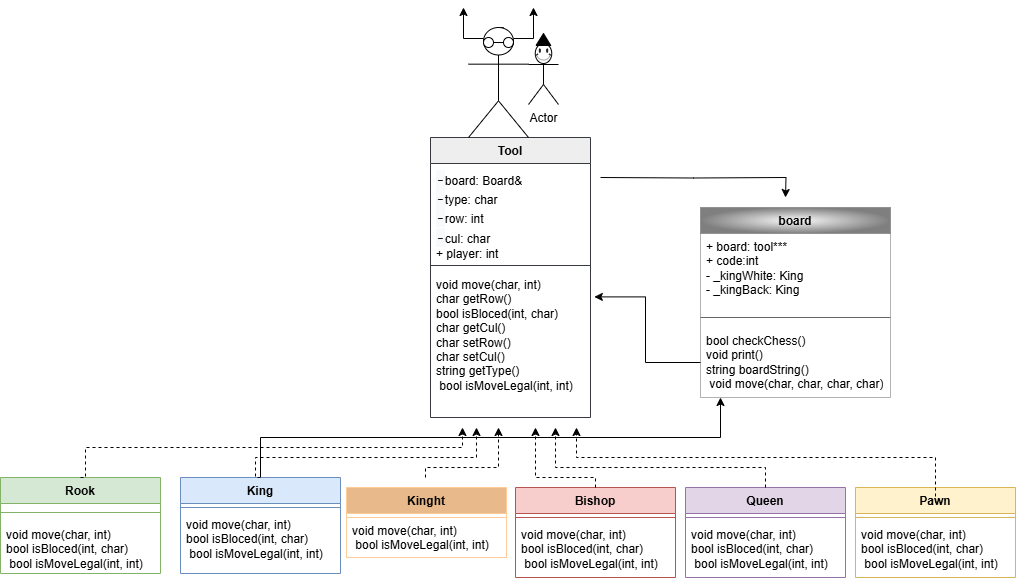 Actor
Tool
-board: Board&
-type: char
-row: int
-cul: char
+ player: int
void move(char, int)
char getRow()
bool isBloced(int, char)
char getCul()
char setRow()
char setCul()
string getType()
bool isMoveLegal(int, int)
board
+ board: tool***
+ code:int
- _kingWhite: King
- _kingBack: King
bool checkChess()
void print()
string boardString()
void move(char, char, char, char)
Rook
void move(char, int)
bool isBloced(int, char)
bool isMoveLegal(int, int)
King
void move(char, int)
bool isBloced(int, char)
bool isMoveLegal(int, int)
Kinght
void move(char, int)
bool isMoveLegal(int, int)
Bishop
void move(char, int)
bool isBloced(int, char)
bool isMoveLegal(int, int)
Queen
void move(char, int)
bool isBloced(int, char)
bool isMoveLegal(int, int)
Pawn
void move(char, int)
bool isBloced(int, char)
bool isMoveLegal(int, int)